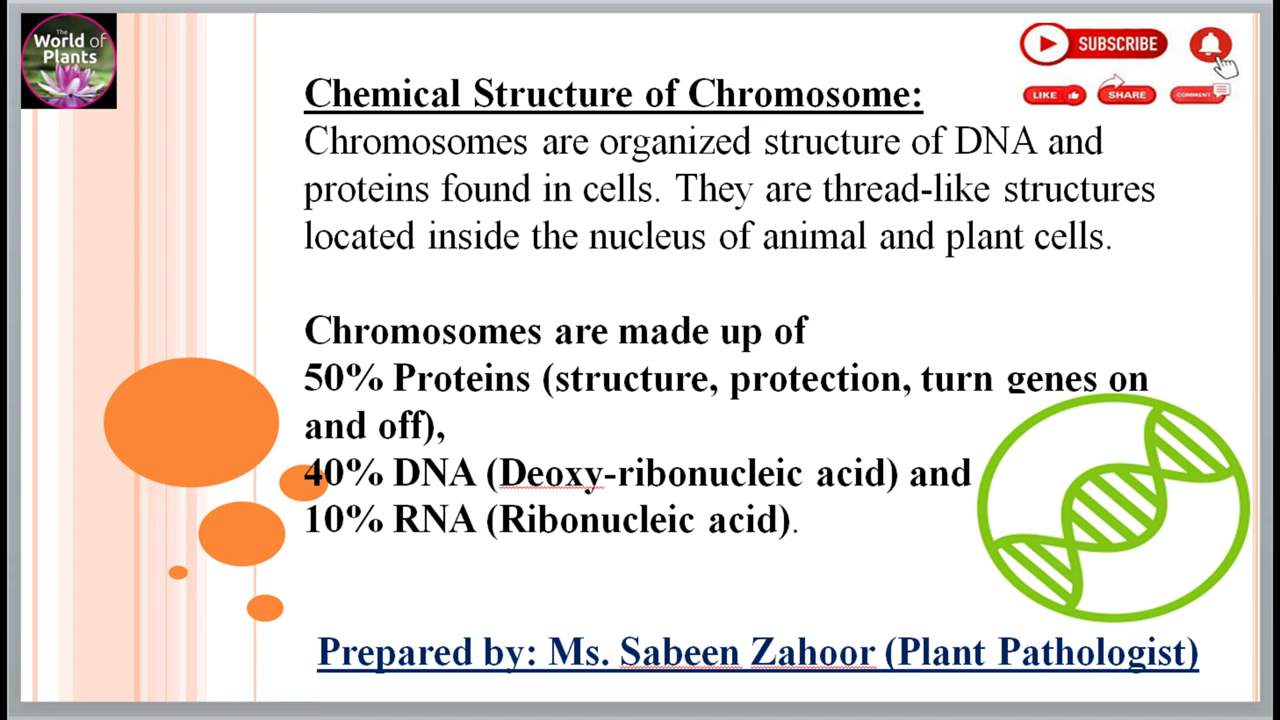 The
World of
Plants
SUBSCRIBE
LIKE
SHARE
COMMENT
Chemical Structure of Chromosome:
Chromosomes are organized structure of DNA and
proteins found in cells. They are thread-like structures
located inside the nucleus of animal and plant cells.
Chromosomes are made up of
50% Proteins (structure, protection, turn genes on
and off),
40% DNA (Deoxy-ribonucleic acid) and
10% RNA (Ribonucleic acid).
Prepared by: Ms. Sabeen Zahoor (Plant Pathologist)